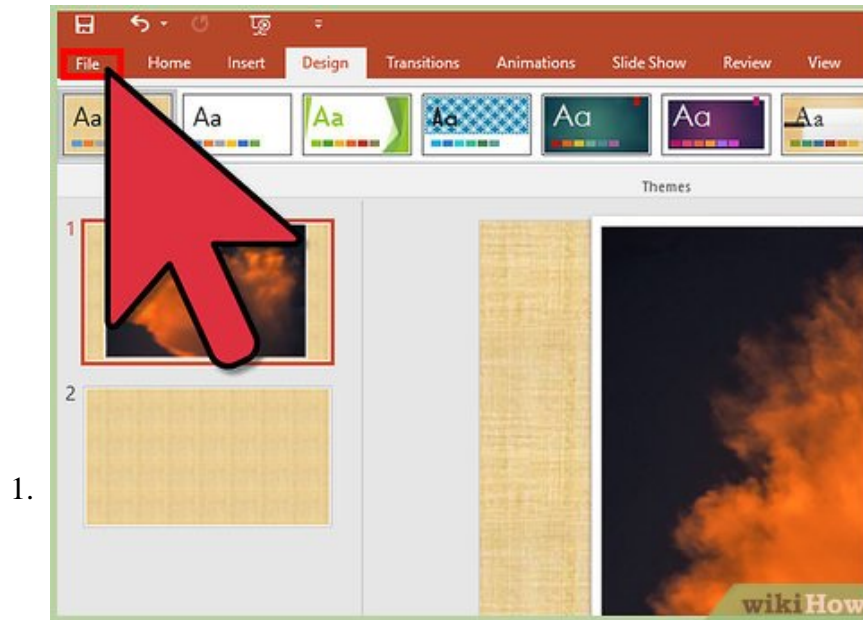 File Home Insert Design Transitions Animations Slide Show Review View
Aa Aa Aa Aa Aa Aa Aa
Themes
1
2
1.
wikiHow